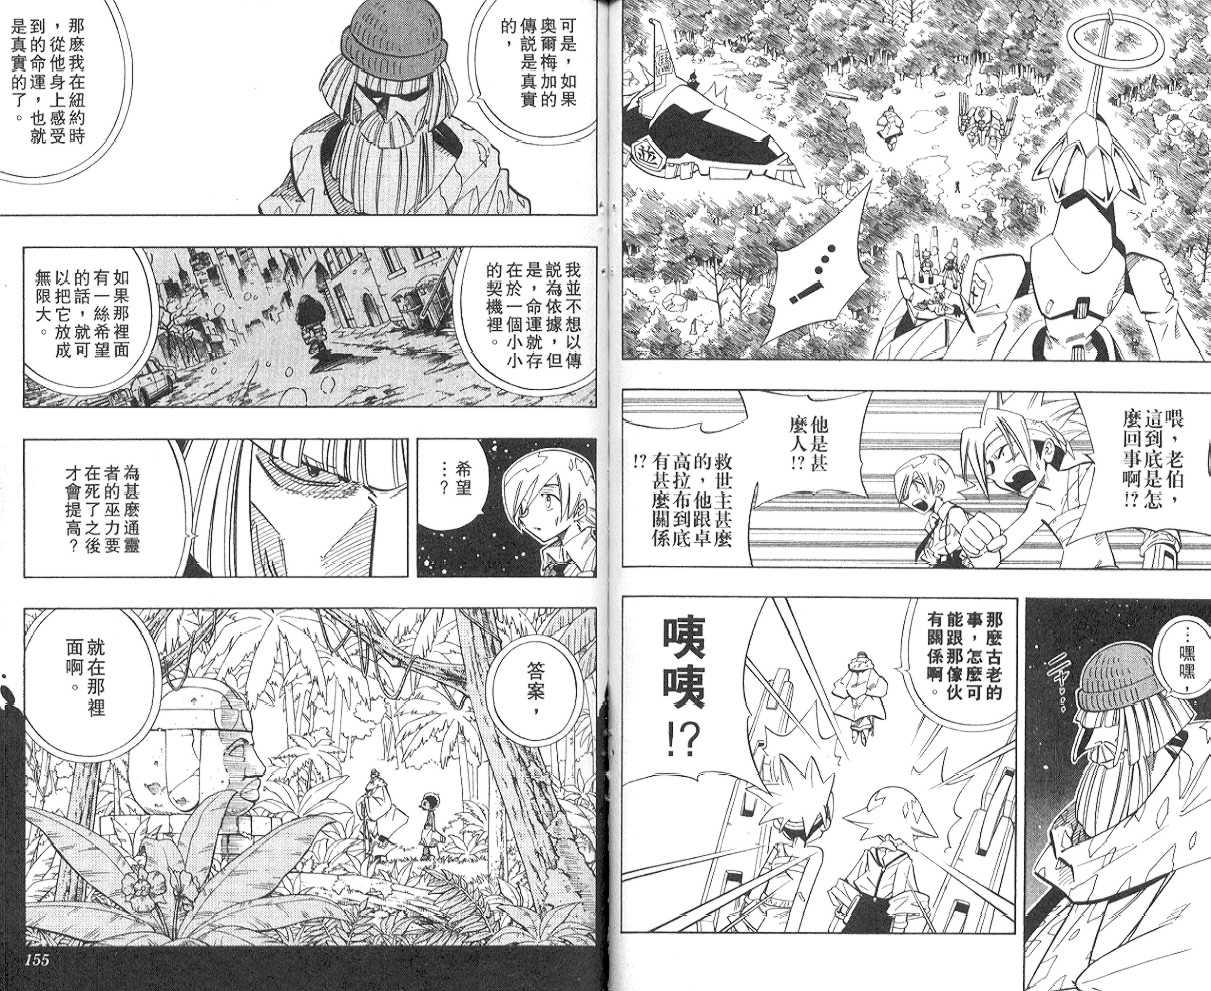 …!
喂，老伯，
這到底是怎
麼回事啊!?
他是甚
麼人!?
救世主甚麼
的，他跟卓
高拉布到底
有甚麼關係
!?
…嘿嘿，
那麼古老的
事，怎麼可
能跟那傢伙
有關係啊。
咦
咦
!?
可是，如果
奧爾梅加的
傳説是真實
的，
那麽我在紐約時
，從他身上感受
到的命運，也就
是真實的了。
我並不想以傳
説為依據，但
是，命運就存
在於一個小小
的契機裡。
如果那裡面
有一絲希望
的話，就可
以把它放成
無限大。
希望
…?
為甚麼通靈
者的巫力要
在死了之後
才會提高?
答案，
就在那裡
面啊。
155